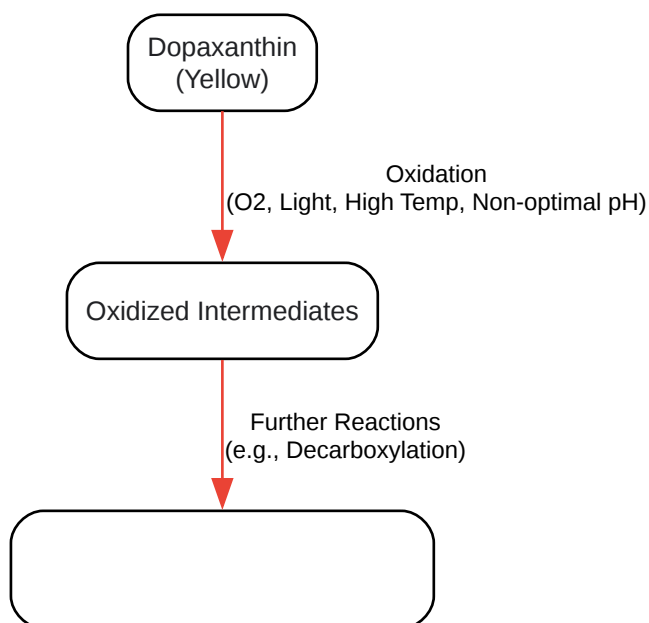 Dopaxanthin
(Yellow)
Oxidation
(O2, Light, High Temp, Non-optimal pH)
Oxidized Intermediates
Further Reactions
(e.g., Decarboxylation)